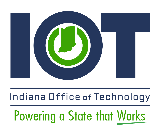 IOT
Indiana Office of Technology
Powering a State that Works